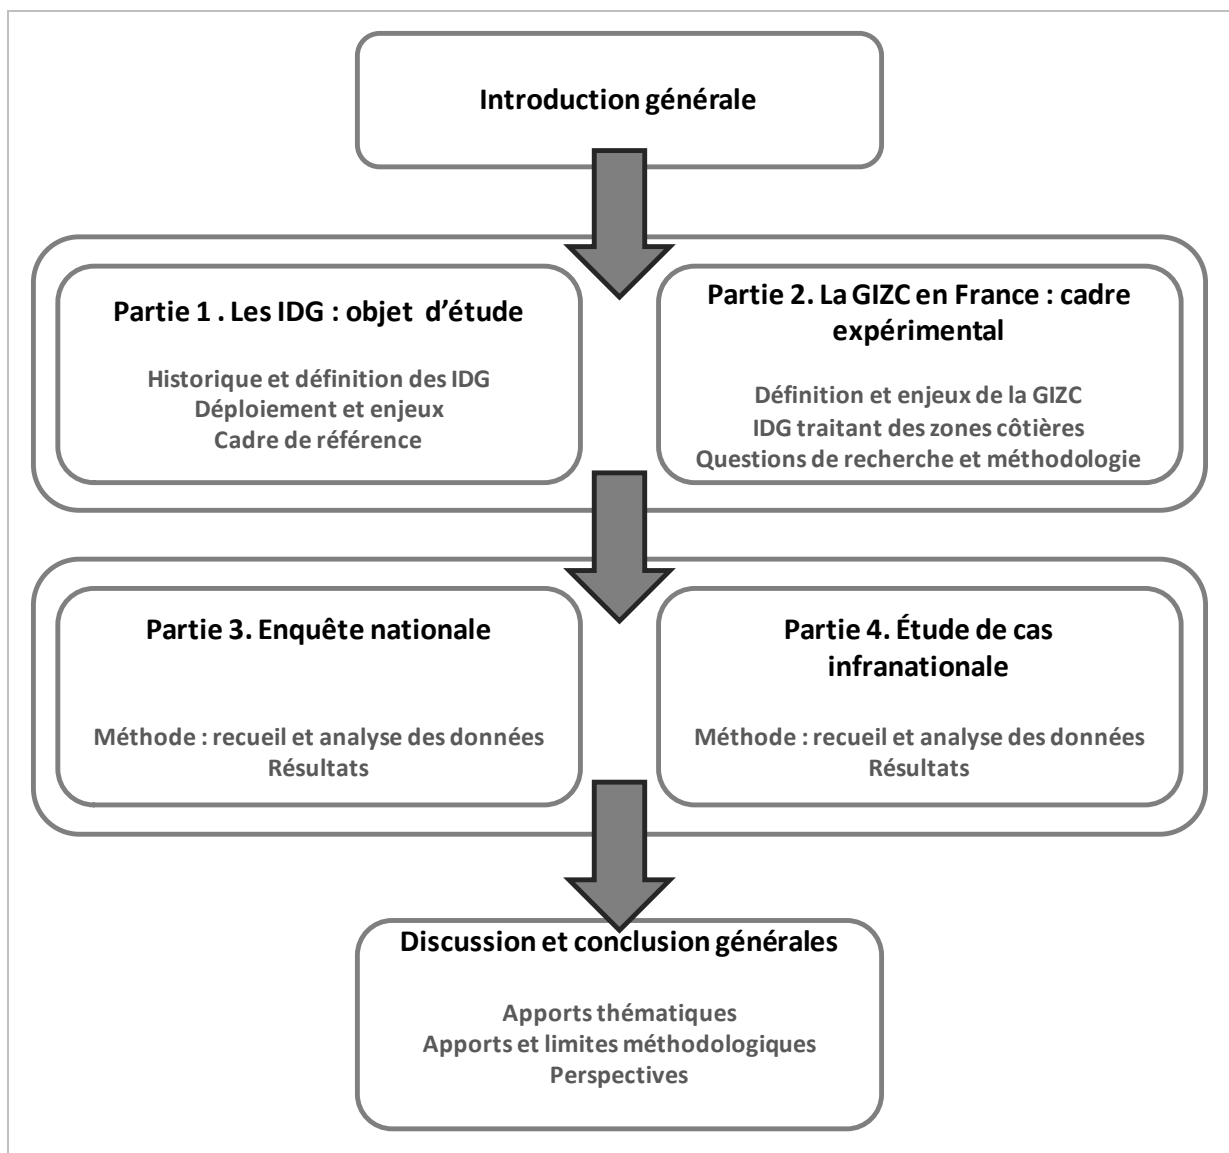 Introduction générale
Partie 1 . Les IDG : objet d'étude
Historique et définition des IDG
Déploiement et enjeux
Cadre de référence
Partie 2. La GIZC en France : cadre
expérimental
Définition et enjeux de la GIZC
IDG traitant des zones côtières
Questions de recherche et méthodologie
Partie 3. Enquête nationale
Méthode : recueil et analyse des données
Résultats
Partie 4. Étude de cas
infranationale
Méthode : recueil et analyse des données
Résultats
Discussion et conclusion générales
Apports thématiques
Apports et limites méthodologiques
Perspectives